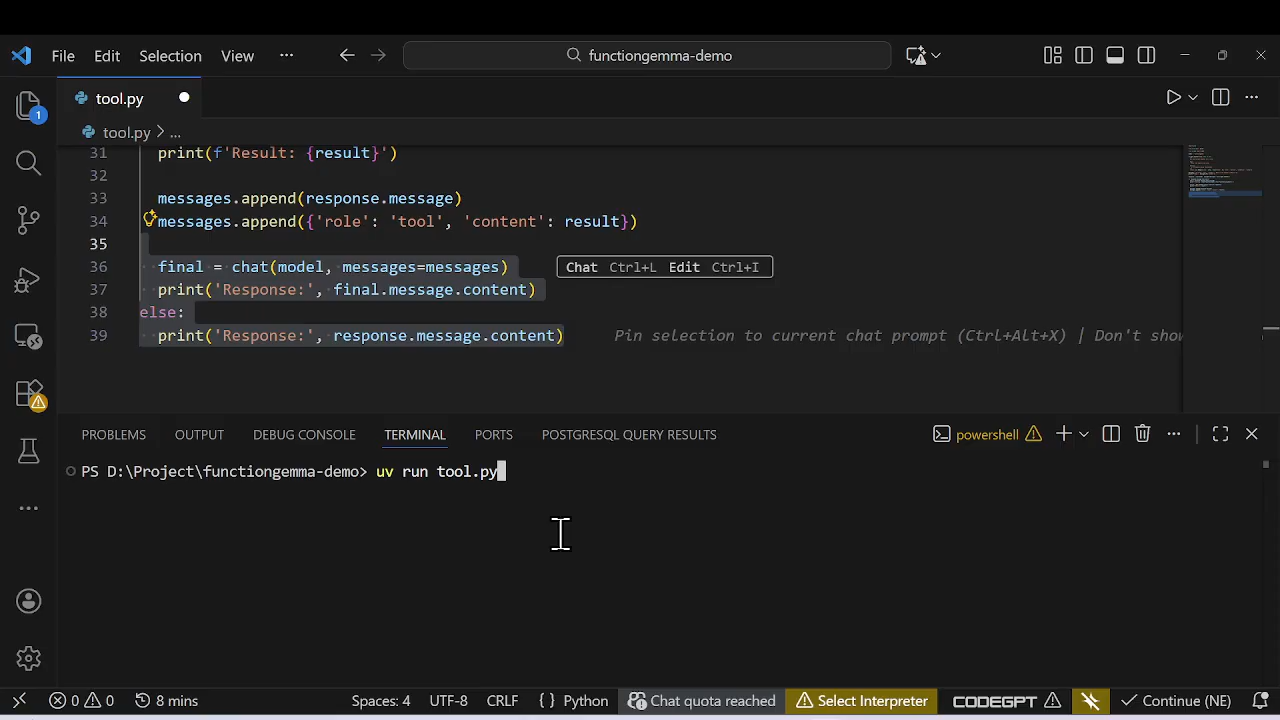 File Edit Selection View ··· functiongemma-demo
tool.py
tool.py > ...
31 print(f'Result: {result}')
32
33 messages.append(response.message)
34 messages.append({'role': 'tool', 'content': result})
35
36 final = chat(model, messages=messages) Chat Ctrl+L Edit Ctrl+I
37 print('Response:', final.message.content)
38 else:
39 print('Response:', response.message.content) Pin selection to current chat prompt (Ctrl+Alt+X) | Don't show
1
PROBLEMS OUTPUT DEBUG CONSOLE TERMINAL PORTS POSTGRESQL QUERY RESULTS powershell
PS D:\Project\functiongemma-demo> uv run tool.py
0 0 8 mins Spaces: 4 UTF-8 CRLF { } Python Chat quota reached Select Interpreter CODEGPT Continue (NE)